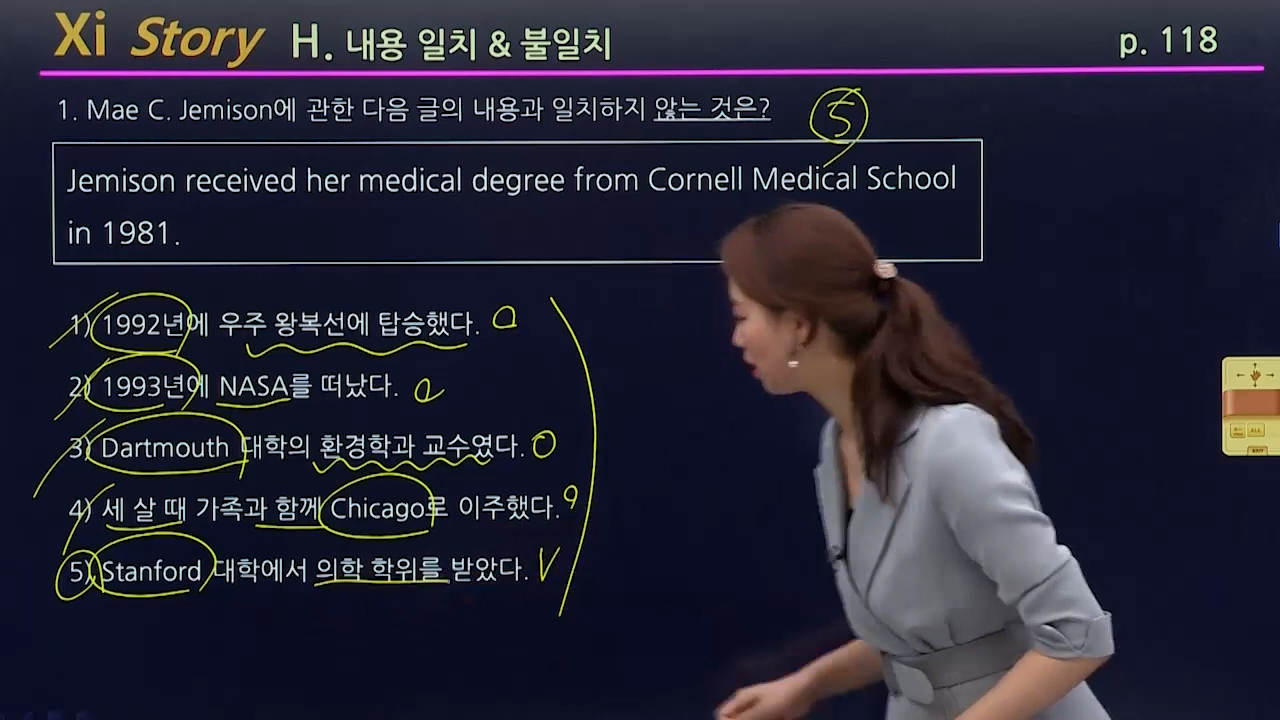 Xi Story H. 내용 일치 & 불일치
p. 118
1. Mae C. Jemison에 관한 다음 글의 내용과 일치하지 않는 것은? 5
Jemison received her medical degree from Cornell Medical School
in 1981.
1) 1992년에 우주 왕복선에 탑승했다.
2) 1993년에 NASA를 떠났다.
3) Dartmouth 대학의 환경학과 교수였다.
4) 세 살 때 가족과 함께 Chicago로 이주했다.
5) Stanford 대학에서 의학 학위를 받았다.